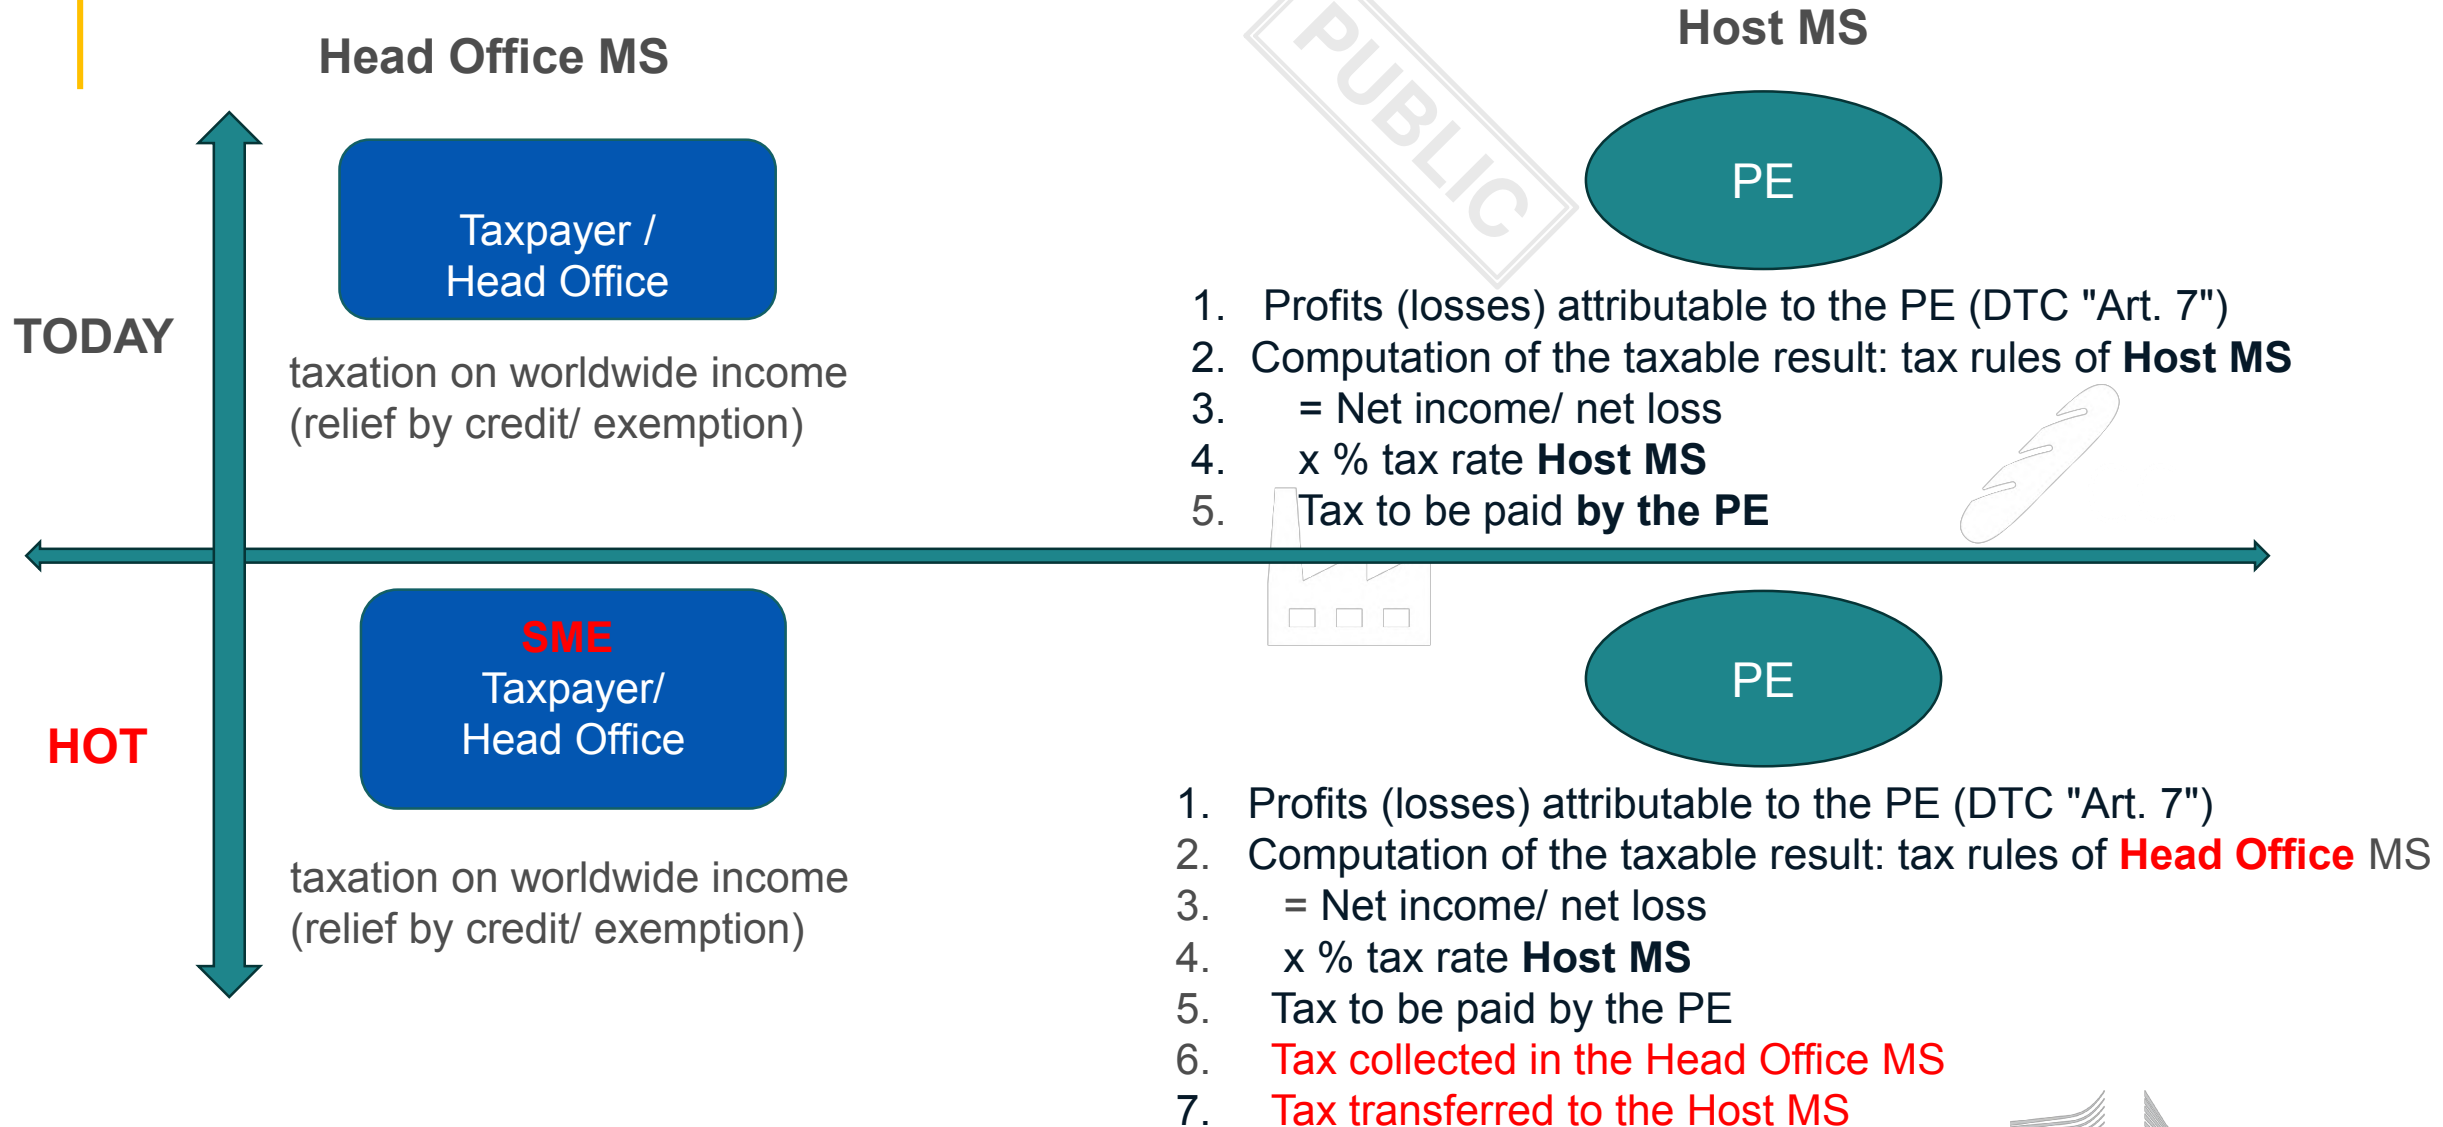 Head Office MS
Host MS
PUBLIC
TODAY
Taxpayer /
Head Office
taxation on worldwide income
(relief by credit/ exemption)
PE
1. Profits (losses) attributable to the PE (DTC "Art. 7")
2. Computation of the taxable result: tax rules of Host MS
3. = Net income/ net loss
4. x % tax rate Host MS
5. Tax to be paid by the PE
HOT
SME
Taxpayer/
Head Office
taxation on worldwide income
(relief by credit/ exemption)
PE
1. Profits (losses) attributable to the PE (DTC "Art. 7")
2. Computation of the taxable result: tax rules of Head Office MS
3. = Net income/ net loss
4. x % tax rate Host MS
5. Tax to be paid by the PE
6. Tax collected in the Head Office MS
7. Tax transferred to the Host MS